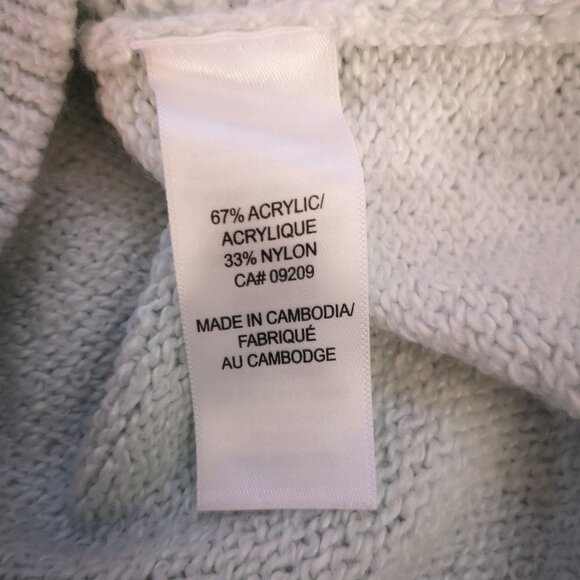 67% ACRYLIC/
ACRYLIQUE
33% NYLON
CA# 09209
MADE IN CAMBODIA/
FABRIQUÉ
AU CAMBODGE